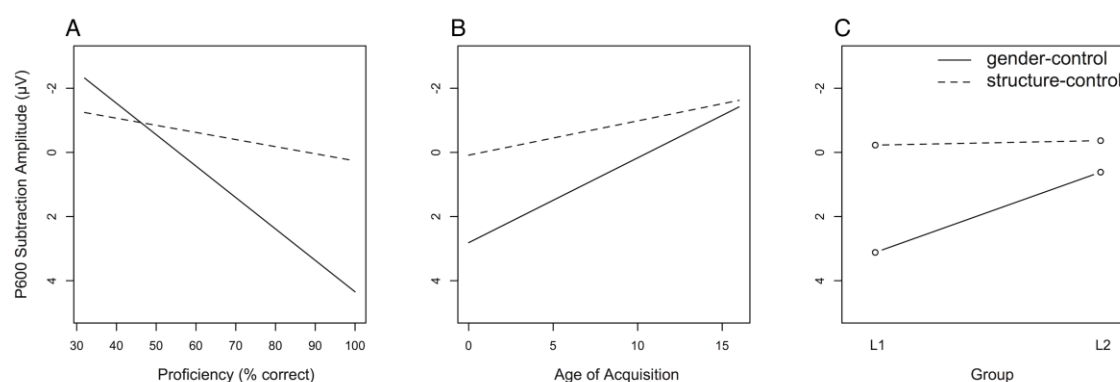 A
B
C
gender-control
structure-control
P600 Subtraction Amplitude (µV)
-2
0
2
4
-2
0
2
4
-2
0
2
4
30 40 50 60 70 80 90 100
0 5 10 15
L1 L2
Proficiency (% correct)
Age of Acquisition
Group